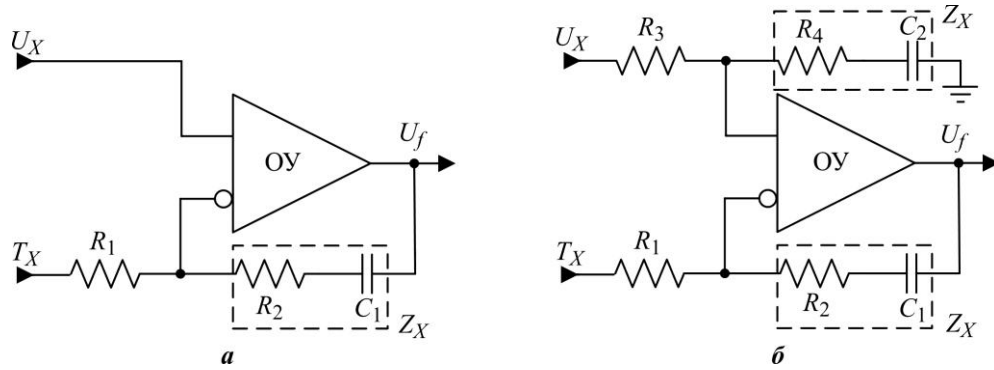 U_X
ОУ
U_f
T_X
R_1
R_2
C_1
Z_X
а
U_X
R_3
R_4
C_2
Z_X
ОУ
U_f
T_X
R_1
R_2
C_1
Z_X
б